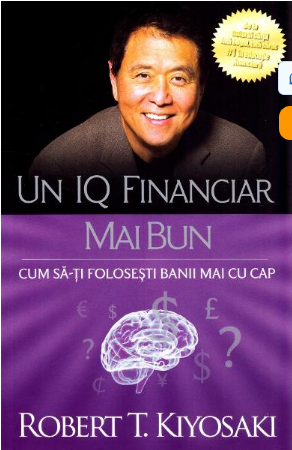 UN IQ FINANCIAR
MAI BUN
CUM SĂ-ȚI FOLOSEȘTI BANII MAI CU CAP
€ $ $ £
? ?
¢ ¥ $
ROBERT T. KIYOSAKI